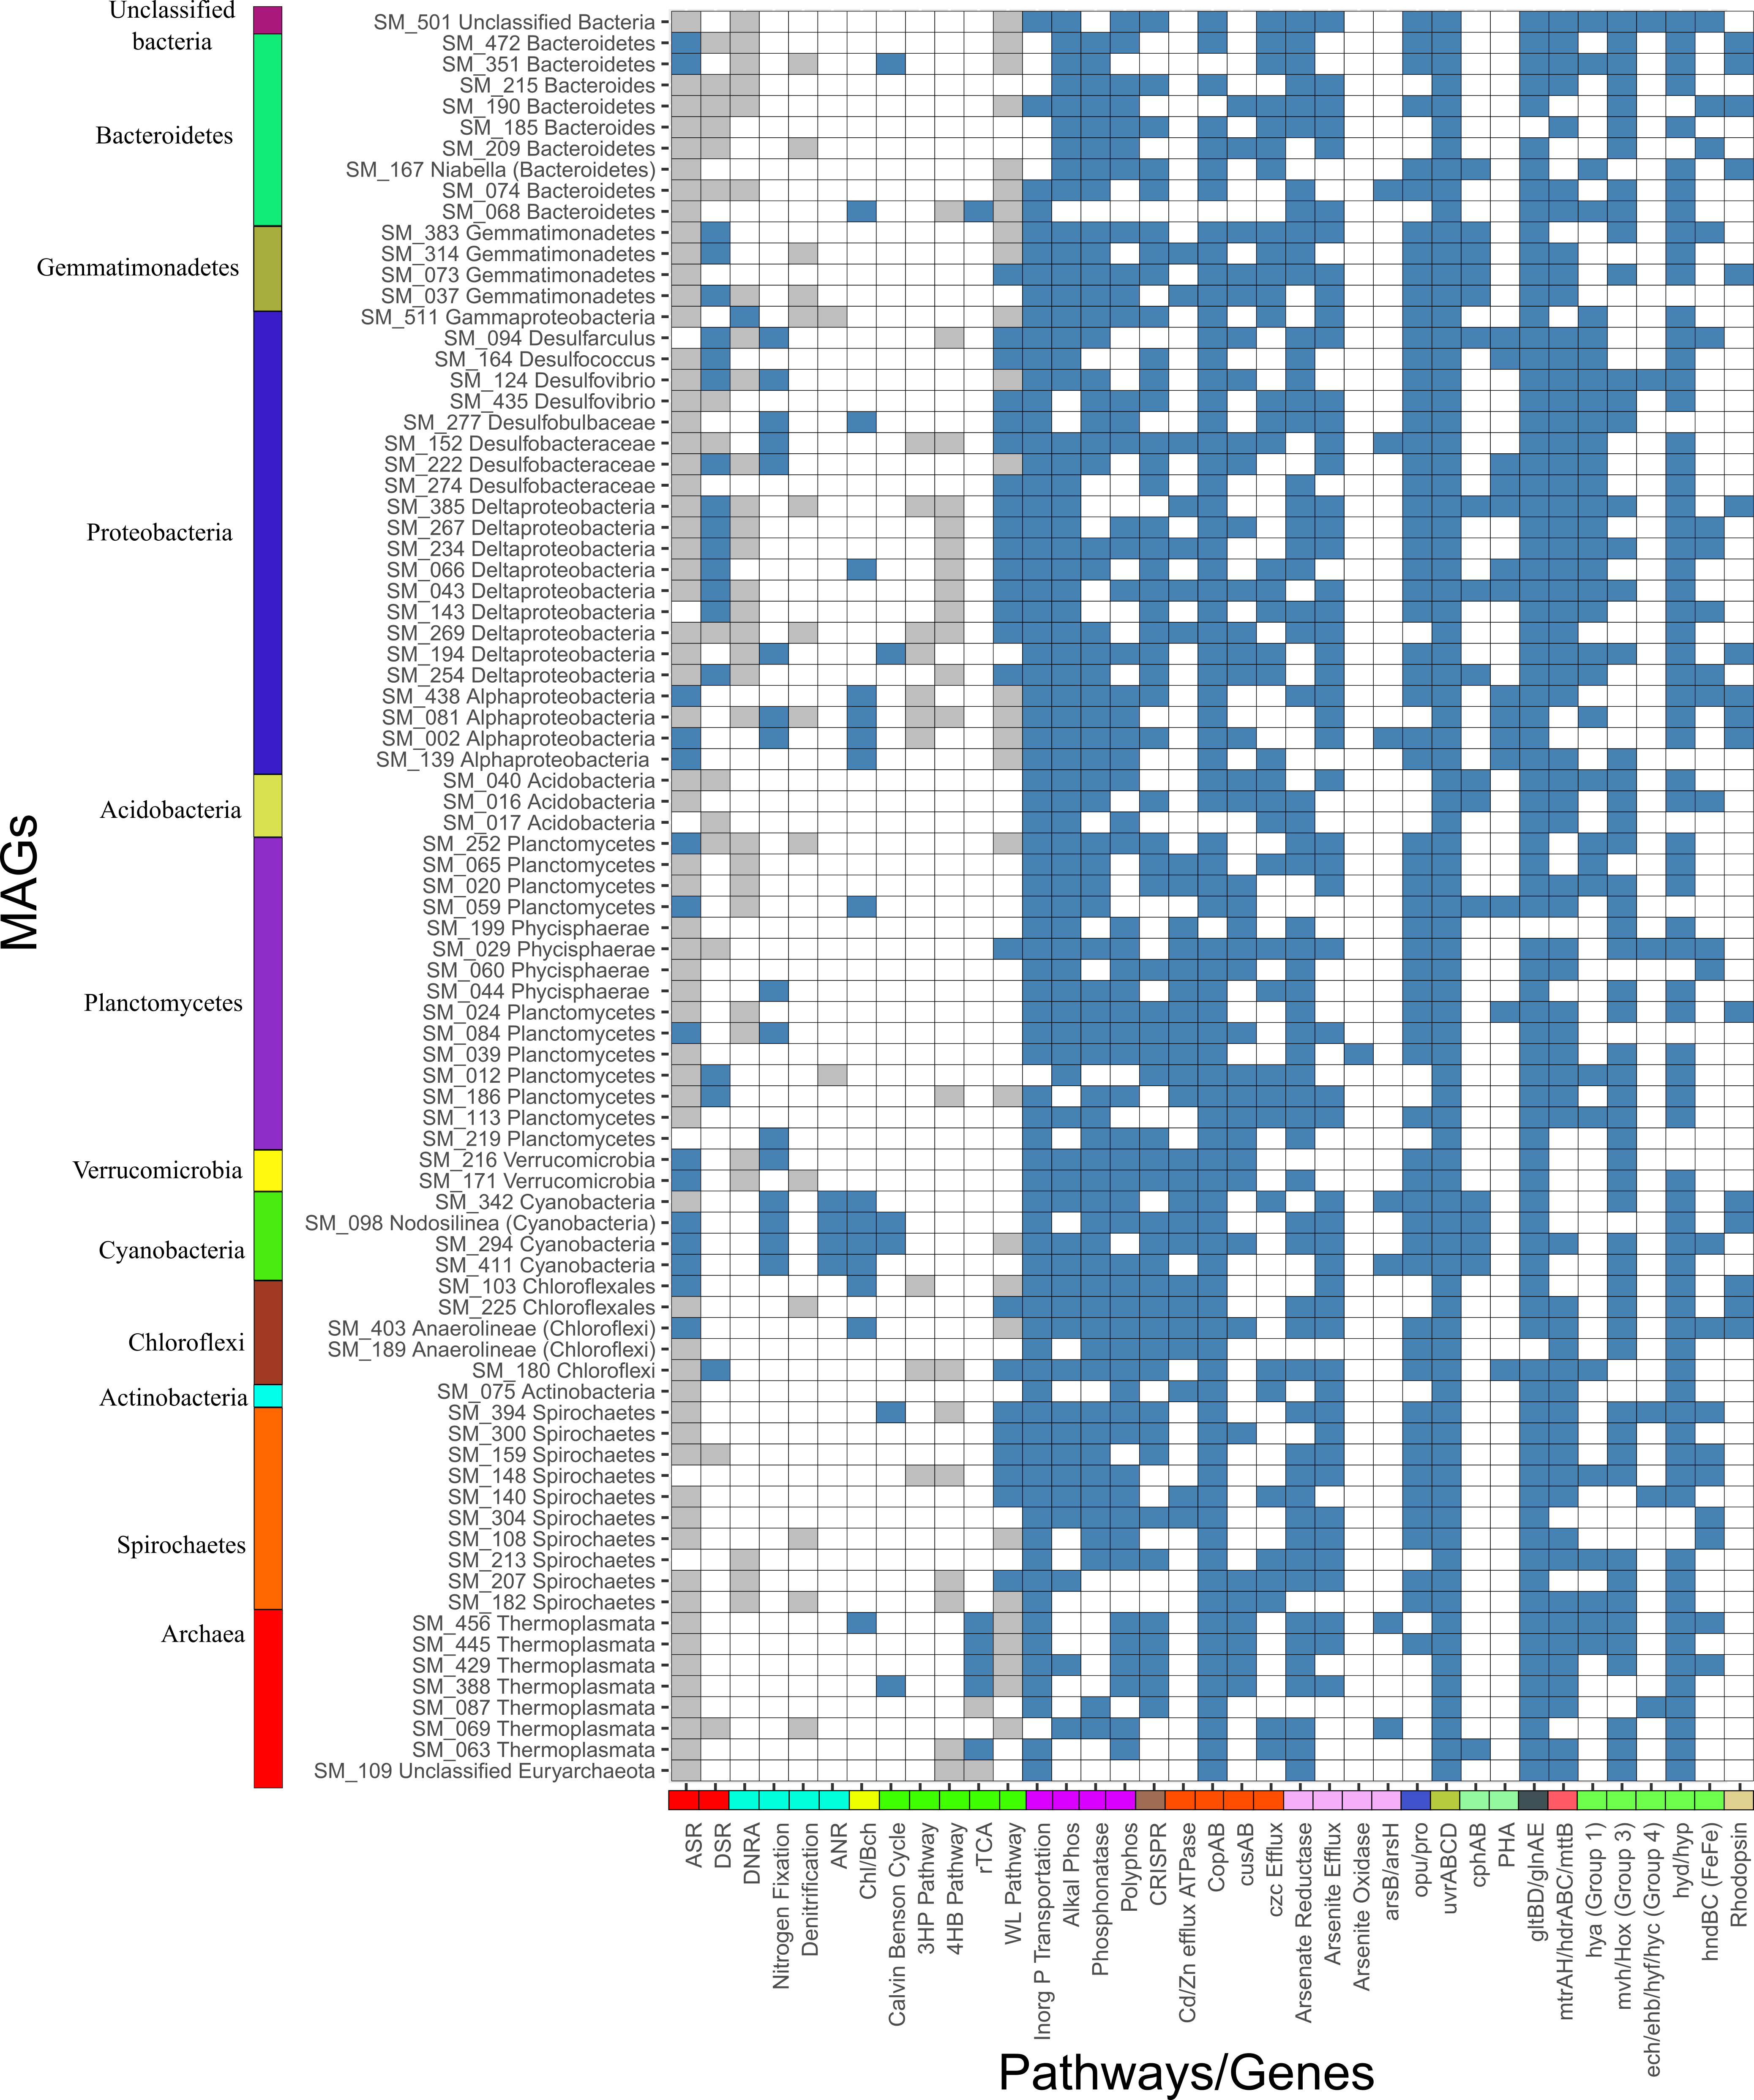 Unclassified
bacteria
Bacteroidetes
Gemmatimonadetes
Proteobacteria
Acidobacteria
Planctomycetes
Verrucomicrobia
Cyanobacteria
Chloroflexi
Actinobacteria
Spirochaetes
Archaea
MAGs
SM_501 Unclassified Bacteria
SM_472 Bacteroidetes
SM_351 Bacteroidetes
SM_215 Bacteroides
SM_190 Bacteroidetes
SM_185 Bacteroides
SM_209 Bacteroidetes
SM_167 Niabella (Bacteroidetes)
SM_074 Bacteroidetes
SM_068 Bacteroidetes
SM_383 Gemmatimonadetes
SM_314 Gemmatimonadetes
SM_073 Gemmatimonadetes
SM_037 Gemmatimonadetes
SM_511 Gammaproteobacteria
SM_094 Desulfarculus
SM_164 Desulfococcus
SM_124 Desulfovibrio
SM_435 Desulfovibrio
SM_277 Desulfobulbaceae
SM_152 Desulfobacteraceae
SM_222 Desulfobacteraceae
SM_274 Desulfobacteraceae
SM_385 Deltaproteobacteria
SM_267 Deltaproteobacteria
SM_234 Deltaproteobacteria
SM_066 Deltaproteobacteria
SM_043 Deltaproteobacteria
SM_143 Deltaproteobacteria
SM_269 Deltaproteobacteria
SM_194 Deltaproteobacteria
SM_254 Deltaproteobacteria
SM_438 Alphaproteobacteria
SM_081 Alphaproteobacteria
SM_002 Alphaproteobacteria
SM_139 Alphaproteobacteria
SM_040 Acidobacteria
SM_016 Acidobacteria
SM_017 Acidobacteria
SM_252 Planctomycetes
SM_065 Planctomycetes
SM_020 Planctomycetes
SM_059 Planctomycetes
SM_199 Phycisphaerae
SM_029 Phycisphaerae
SM_060 Phycisphaerae
SM_044 Phycisphaerae
SM_024 Planctomycetes
SM_084 Planctomycetes
SM_039 Planctomycetes
SM_012 Planctomycetes
SM_186 Planctomycetes
SM_113 Planctomycetes
SM_219 Planctomycetes
SM_216 Verrucomicrobia
SM_171 Verrucomicrobia
SM_342 Cyanobacteria
SM_098 Nodosilinea (Cyanobacteria)
SM_294 Cyanobacteria
SM_411 Cyanobacteria
SM_103 Chloroflexales
SM_225 Chloroflexales
SM_403 Anaerolineae (Chloroflexi)
SM_189 Anaerolineae (Chloroflexi)
SM_180 Chloroflexi
SM_075 Actinobacteria
SM_394 Spirochaetes
SM_300 Spirochaetes
SM_159 Spirochaetes
SM_148 Spirochaetes
SM_140 Spirochaetes
SM_304 Spirochaetes
SM_108 Spirochaetes
SM_213 Spirochaetes
SM_207 Spirochaetes
SM_182 Spirochaetes
SM_456 Thermoplasmata
SM_445 Thermoplasmata
SM_429 Thermoplasmata
SM_388 Thermoplasmata
SM_087 Thermoplasmata
SM_069 Thermoplasmata
SM_063 Thermoplasmata
SM_109 Unclassified Euryarchaeota
ASR
DSR
DNRA
Nitrogen Fixation
Denitrification
ANR
Chl/Bch
Calvin Benson Cycle
3HP Pathway
4HB Pathway
rTCA
WL Pathway
Inorg P Transportation
Alkal Phos
Phosphonatase
Polyphos
CRISPR
Cd/Zn efflux ATPase
CopAB
cusAB
czc Efflux
Arsenate Reductase
Arsenite Efflux
Arsenite Oxidase
arsB/arsH
opu/pro
uvrABCD
cphAB
PHA
gltBD/glnAE
mtrAH/hdrABC/mttB
hya (Group 1)
mvh/Hox (Group 3)
ech/ehb/hyf/hyc (Group 4)
hyd/hyp
hndBC (FeFe)
Rhodopsin
Pathways/Genes